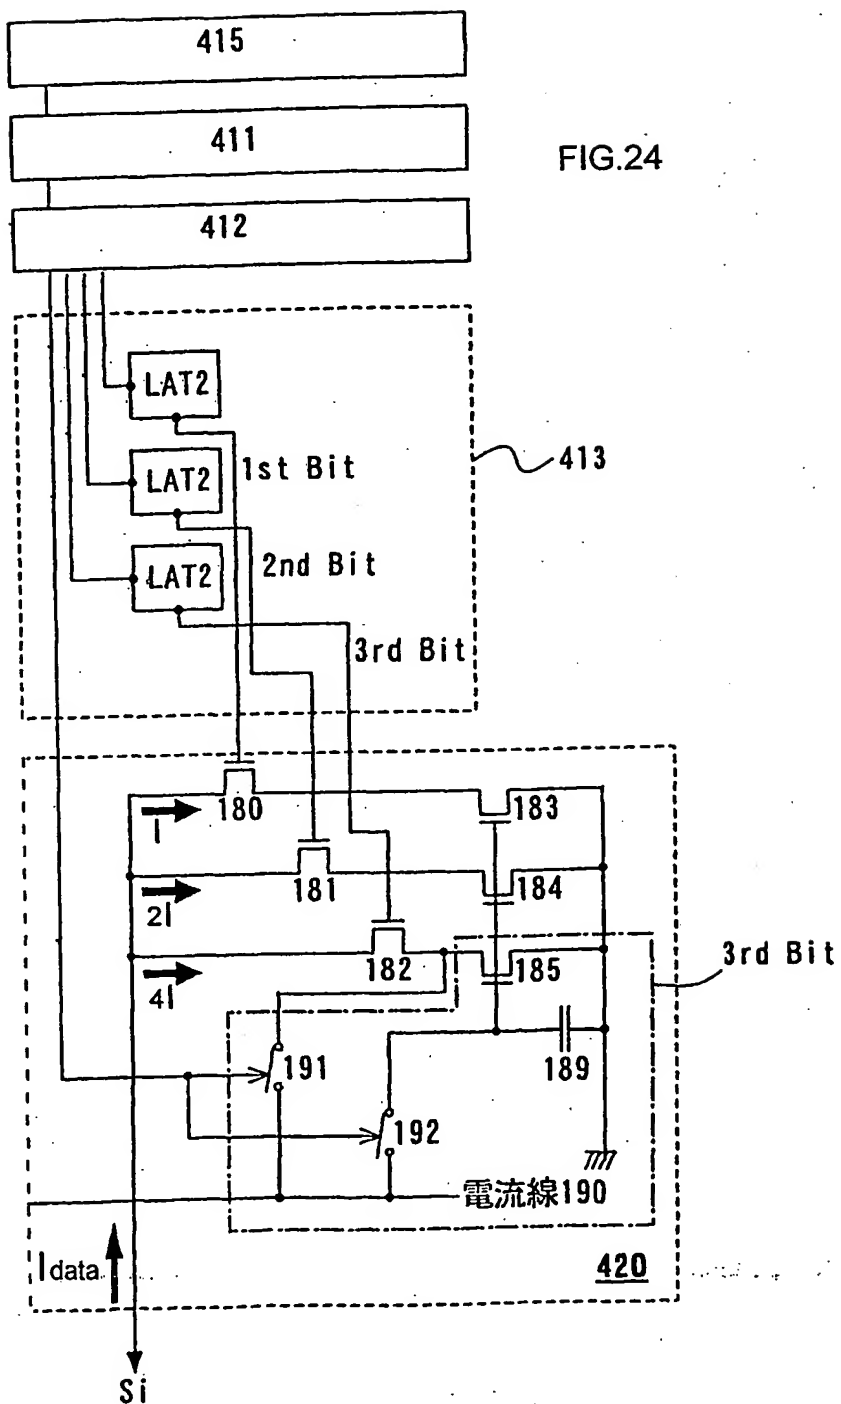 415
411
FIG.24
412
LAT2
1st Bit
413
LAT2
2nd Bit
LAT2
3rd Bit
180
183
I
181
184
2I
182
185
3rd Bit
4I
191
189
192
電流線190
Idata
420
Si